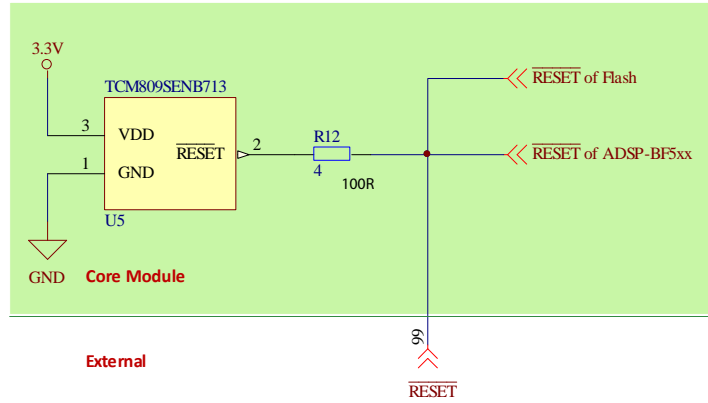 3.3V
TCM809SENB713
3
VDD
RESET
2
1
GND
U5
R12
4
100R
RESET of Flash
RESET of ADSP-BF5xx
GND
Core Module
99
External
RESET